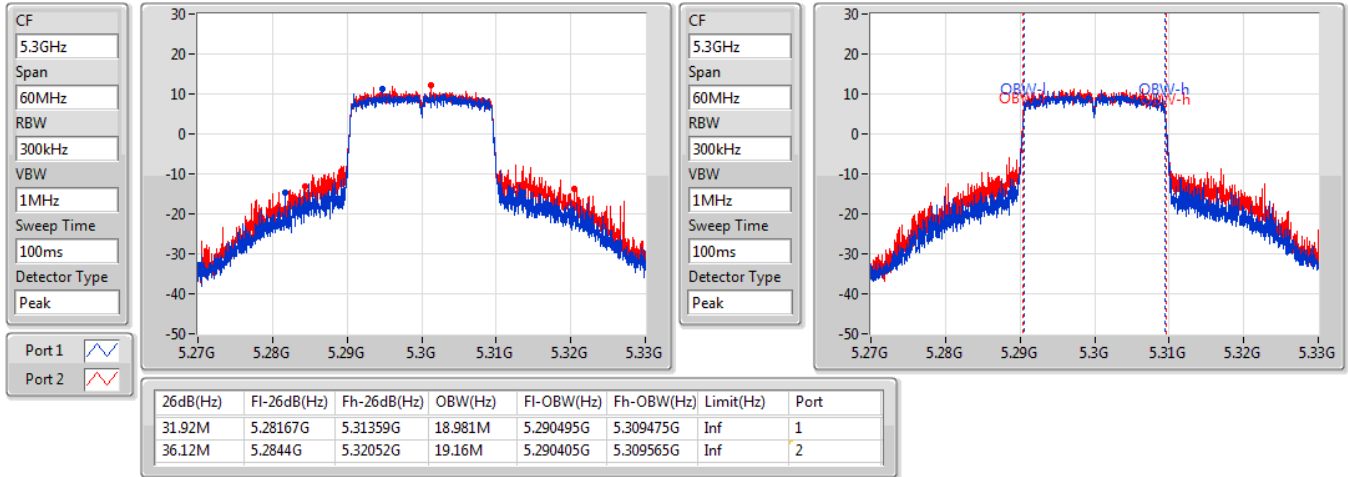 CF
5.3GHz
Span
60MHz
RBW
300kHz
VBW
1MHz
Sweep Time
100ms
Detector Type
Peak
Port 1
Port 2
30
20
10
0
-10
-20
-30
-40
-50
5.27G 5.28G 5.29G 5.3G 5.31G 5.32G 5.33G
CF
5.3GHz
Span
60MHz
RBW
300kHz
VBW
1MHz
Sweep Time
100ms
Detector Type
Peak
30
20
10
0
-10
-20
-30
-40
-50
OBW-l OBW-h
5.27G 5.28G 5.29G 5.3G 5.31G 5.32G 5.33G
26dB(Hz) Fl-26dB(Hz) Fh-26dB(Hz) OBW(Hz) Fl-OBW(Hz) Fh-OBW(Hz) Limit(Hz) Port
31.92M 5.28167G 5.31359G 18.981M 5.290495G 5.309475G Inf 1
36.12M 5.2844G 5.32052G 19.16M 5.290405G 5.309565G Inf 2